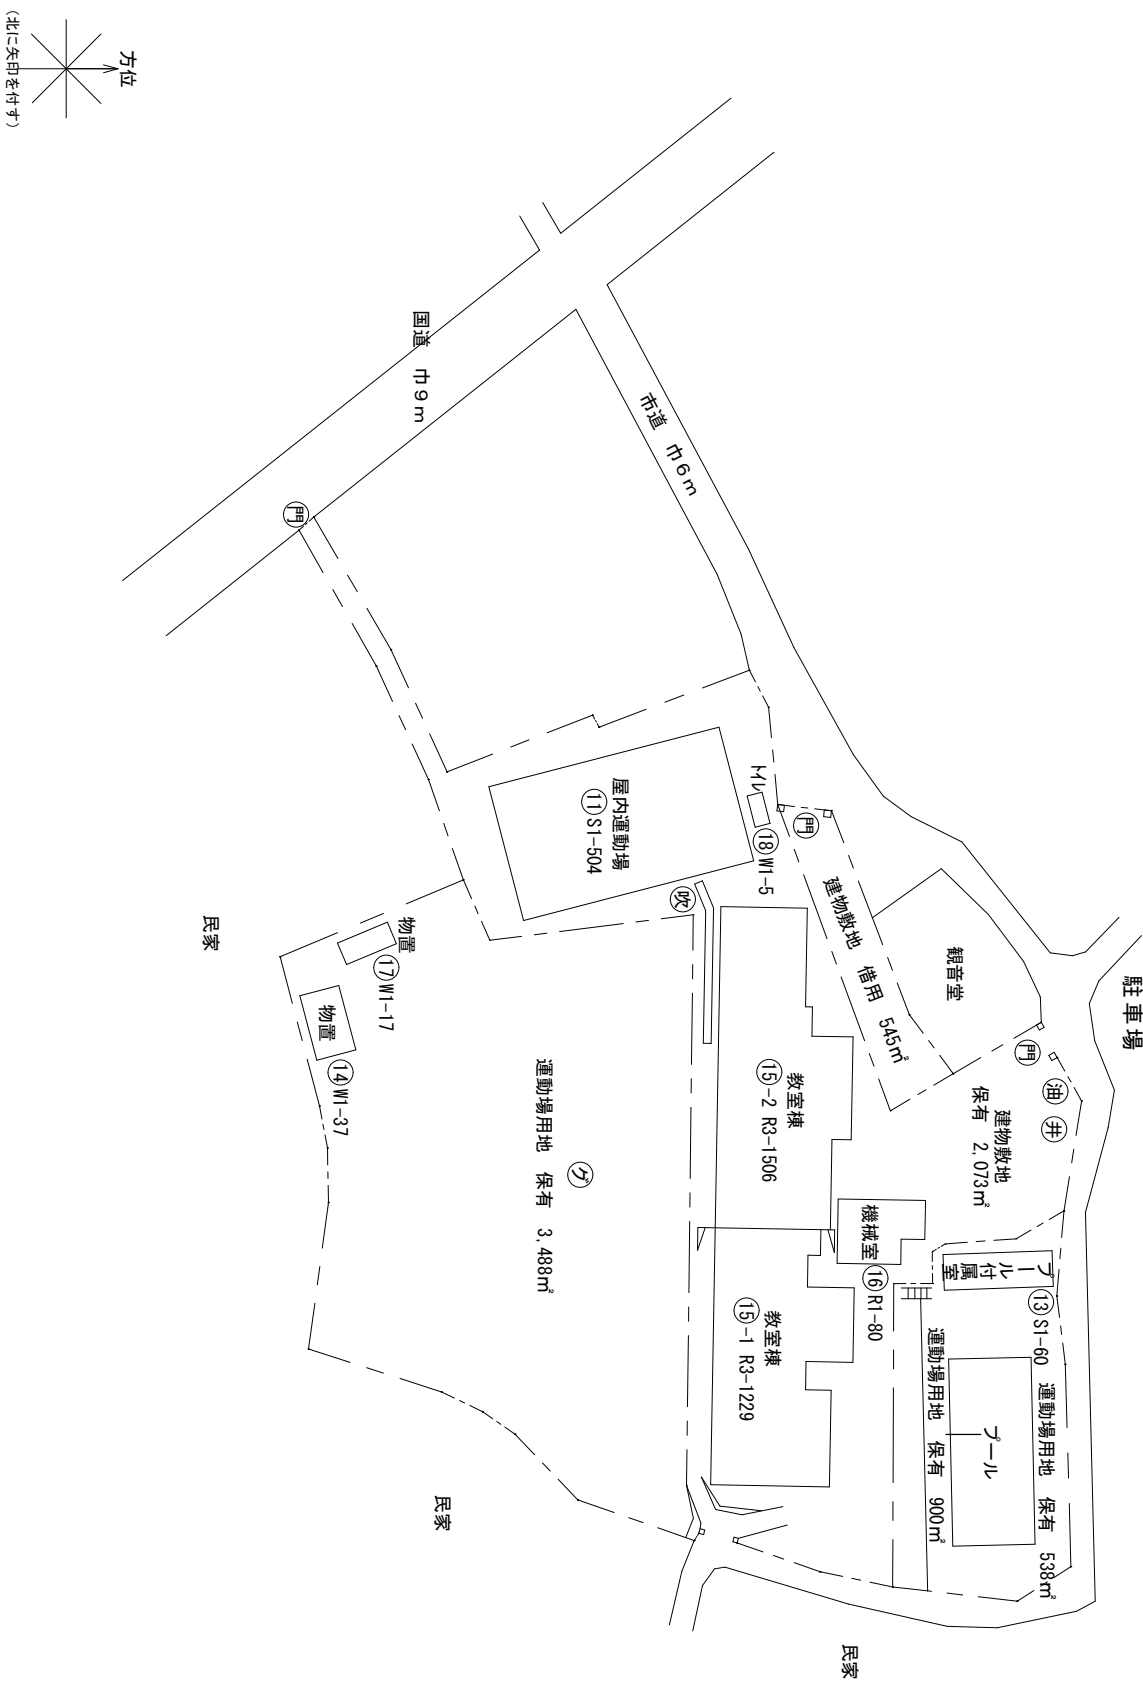 方位
(北に矢印を付す)
国道　巾９ｍ
市道　巾６ｍ
門
屋内運動場
⑪S1-504
トイレ
⑱W1-5
門
建物敷地　借用　545㎡
観音堂
駐車場
門
油
井
建物敷地
保有　2,073㎡
吹
教室棟
⑮-2 R3-1506
教室棟
⑮-1 R3-1229
機械室
⑯R1-80
プール付属室
⑬S1-60
運動場用地　保有　538㎡
プール
運動場用地　保有　900㎡
グ
運動場用地　保有　3,488㎡
物置
⑰W1-17
物置
⑭W1-37
民家
民家
民家